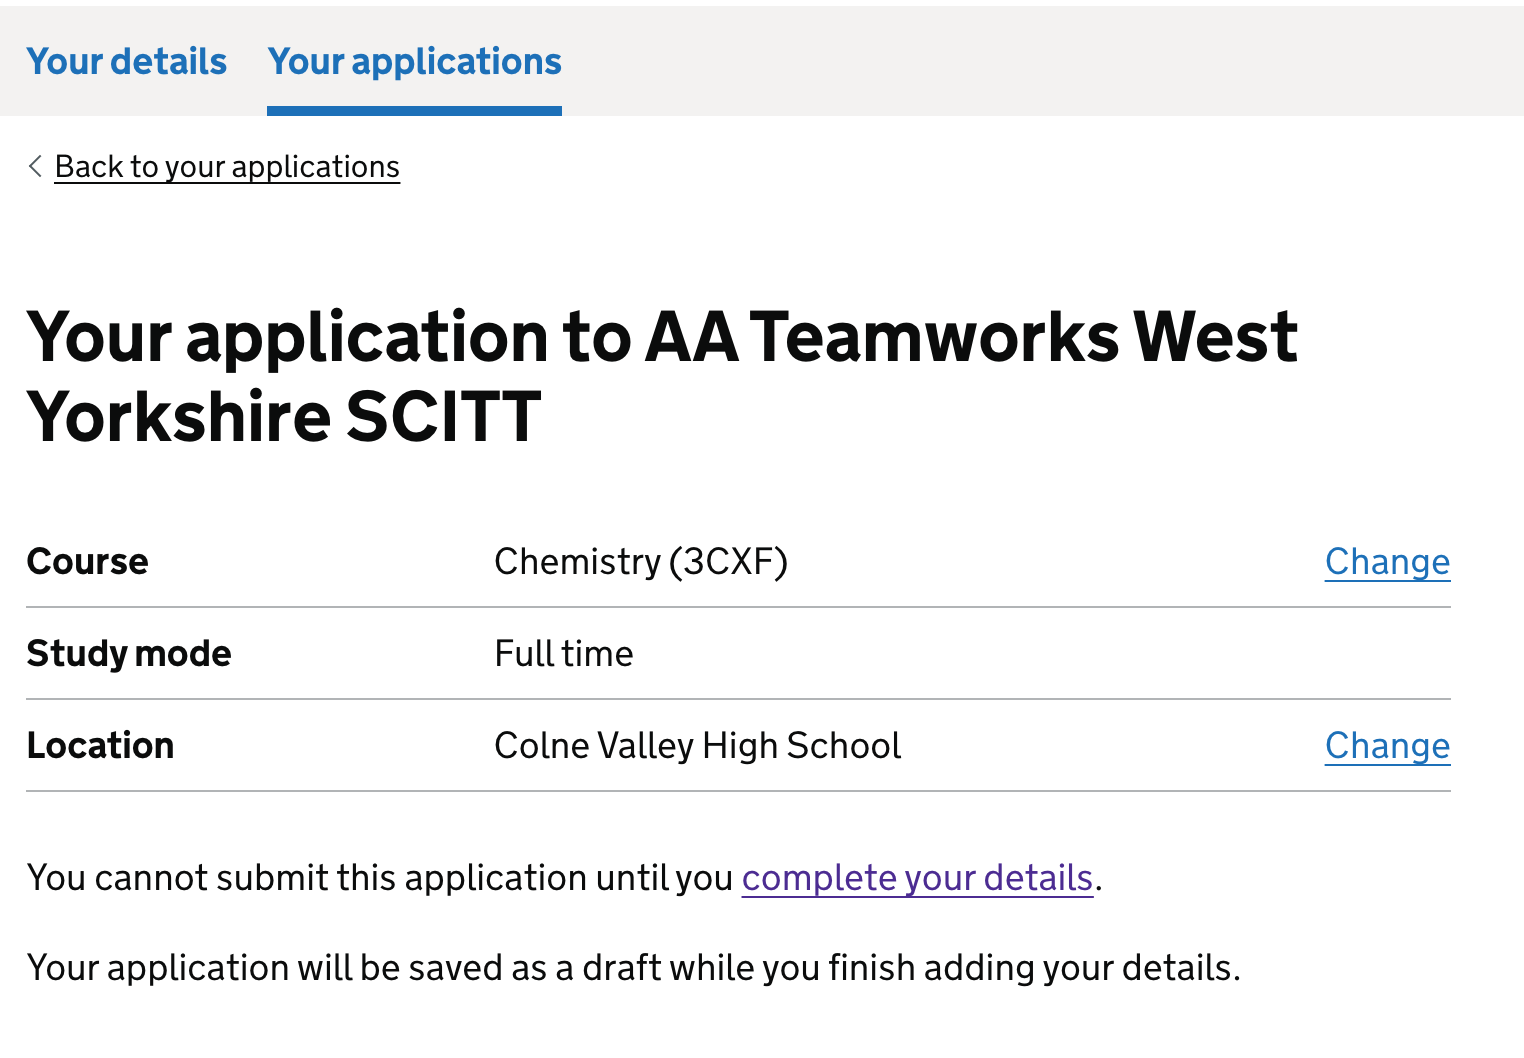 Your details Your applications
Back to your applications
Your application to AA Teamworks West
Yorkshire SCITT
Course Chemistry (3CXF) Change
Study mode Full time
Location Colne Valley High School Change
You cannot submit this application until you complete your details.
Your application will be saved as a draft while you finish adding your details.